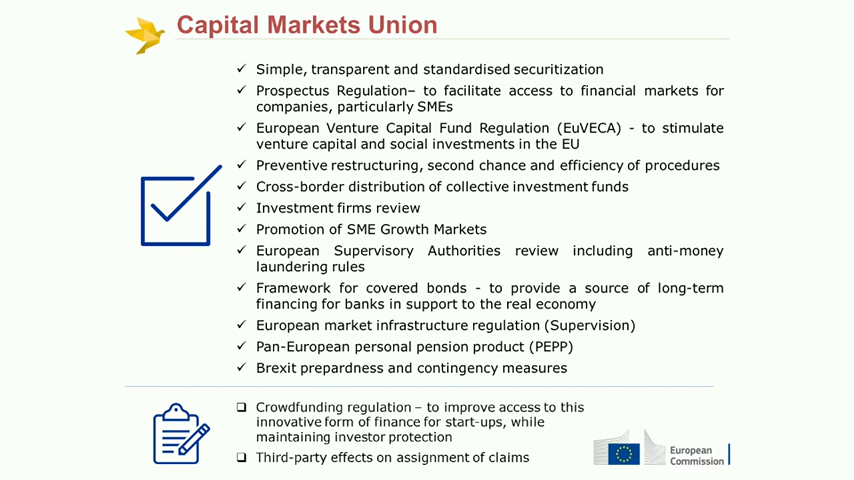 Capital Markets Union
✓ Simple, transparent and standardised securitization
✓ Prospectus Regulation– to facilitate access to financial markets for
companies, particularly SMEs
✓ European Venture Capital Fund Regulation (EuVECA) - to stimulate
venture capital and social investments in the EU
✓ Preventive restructuring, second chance and efficiency of procedures
✓ Cross-border distribution of collective investment funds
✓ Investment firms review
✓ Promotion of SME Growth Markets
✓ European Supervisory Authorities review including anti-money
laundering rules
✓ Framework for covered bonds - to provide a source of long-term
financing for banks in support to the real economy
✓ European market infrastructure regulation (Supervision)
✓ Pan-European personal pension product (PEPP)
✓ Brexit prepardness and contingency measures
❑ Crowdfunding regulation – to improve access to this
innovative form of finance for start-ups, while
maintaining investor protection
❑ Third-party effects on assignment of claims
European
Commission